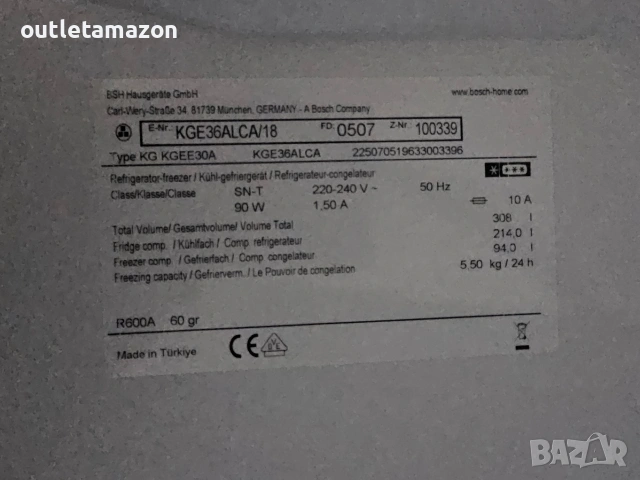 outletamazon
BSH Hausgeräte GmbH www.bosch-home.com
Carl-Wery-Straße 34, 81739 München, GERMANY - A Bosch Company
E-Nr. KGE36ALCA/18 FD: 0507 Z-Nr. 100339
Type KG KGEE30A KGE36ALCA 225070519633003396
Refrigerator-freezer / Kühl-gefriergerät / Refrigerateur-congelateur
Class/Klasse/Classe SN-T 220-240 V ~ 50 Hz
90 W 1,50 A 10 A
Total Volume/ Gesamtvolume/ Volume Total 308 l
Fridge comp. / Kühlfach / Comp. refrigerateur 214,0 l
Freezer comp. / Gefrierfach / Comp. congelateur 94,0 l
Freezing capacity / Gefrierverm. / Le Pouvoir de congelation 5,50 kg / 24 h
R600A 60 gr
Made in Türkiye CE
BAZAR